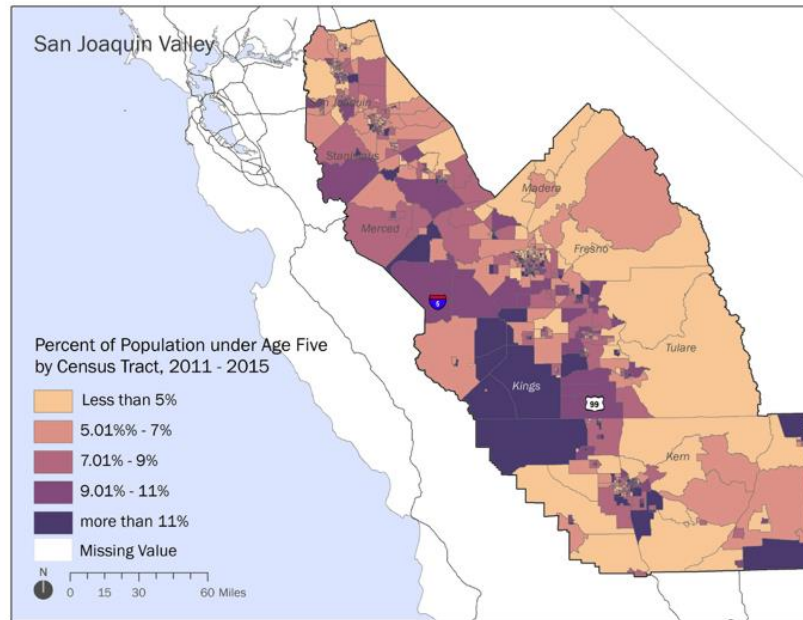 San Joaquin Valley
San Joaquin
Stanislaus
Madera
Merced
Fresno
5
Percent of Population under Age Five
by Census Tract, 2011 - 2015
Tulare
Less than 5%
Kings
99
5.01%% - 7%
7.01% - 9%
Kern
9.01% - 11%
more than 11%
Missing Value
N
0 15 30 60 Miles